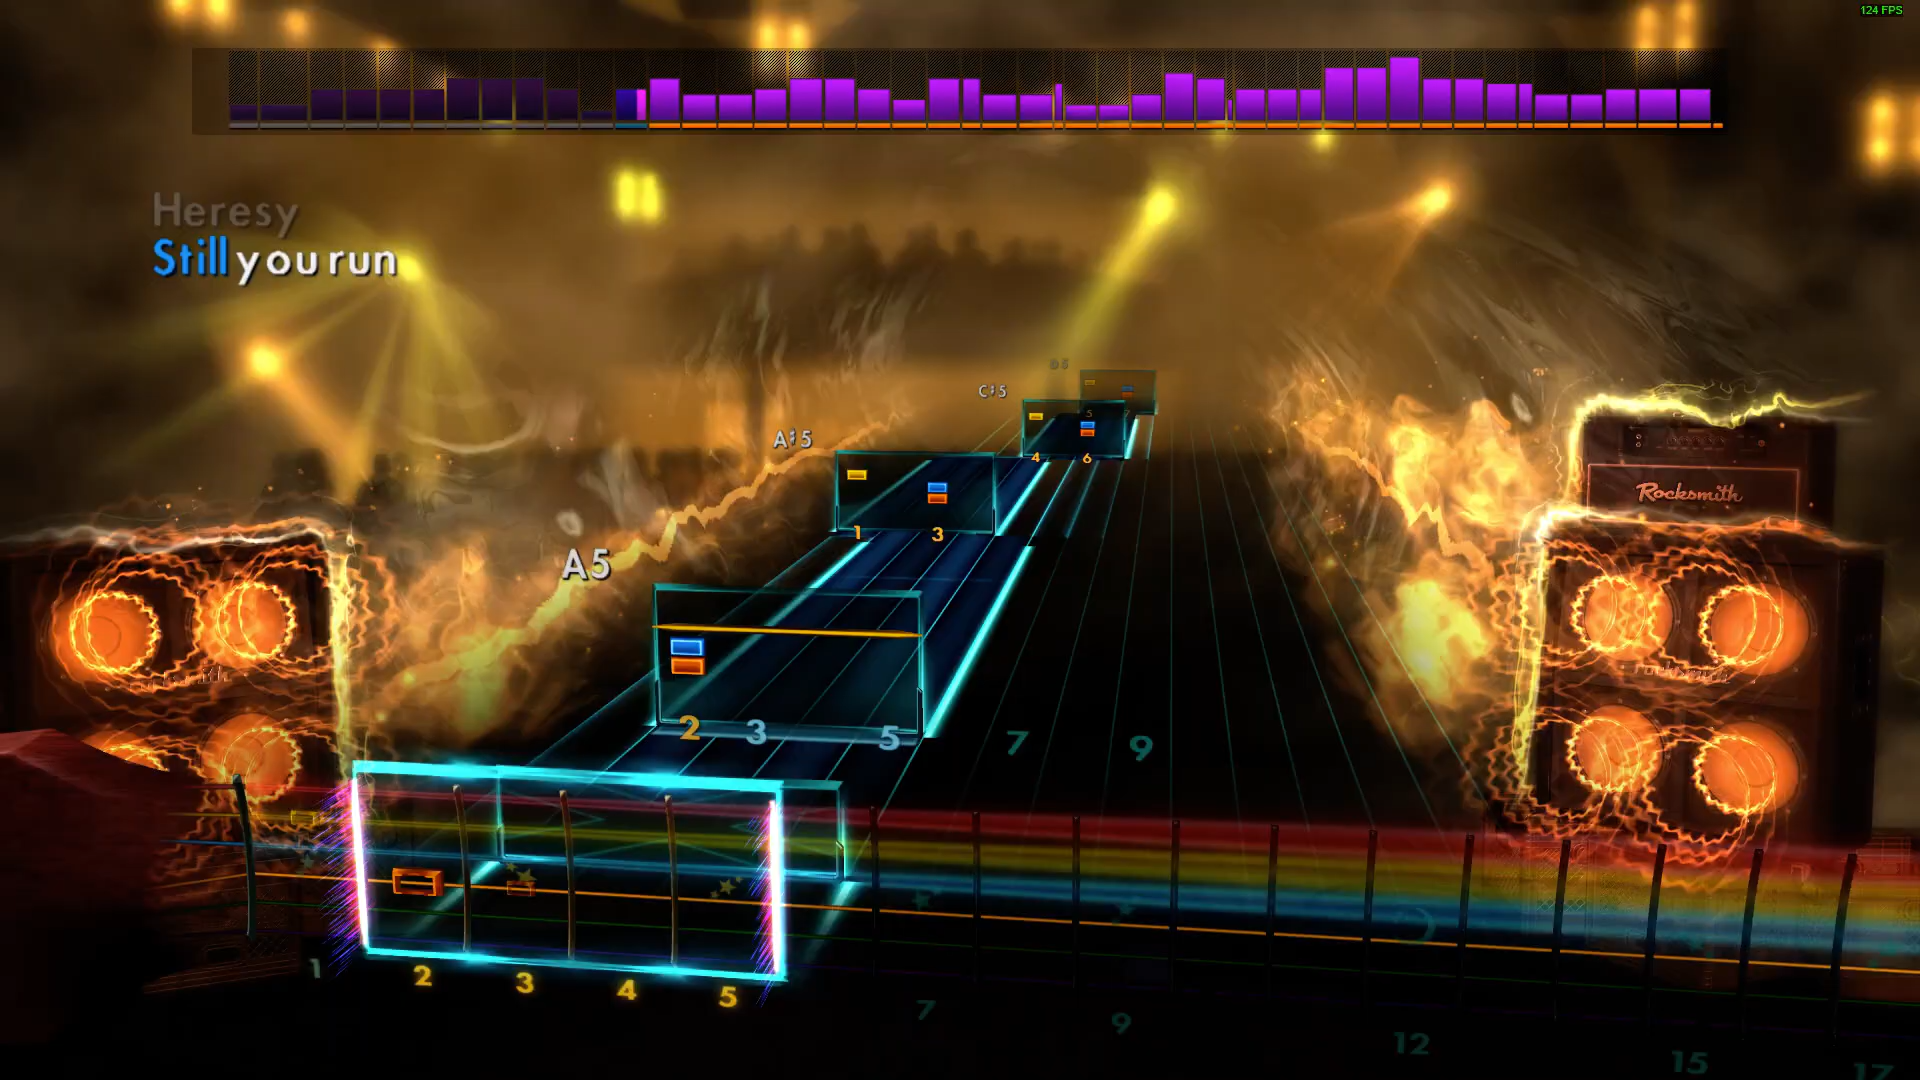 124 FPS
Heresy
Still you run
C#5
A#5
4 6
Rocksmith
1 3
A5
2 3 5 7 9
1 2 3 4 5 7 9 12 15 17